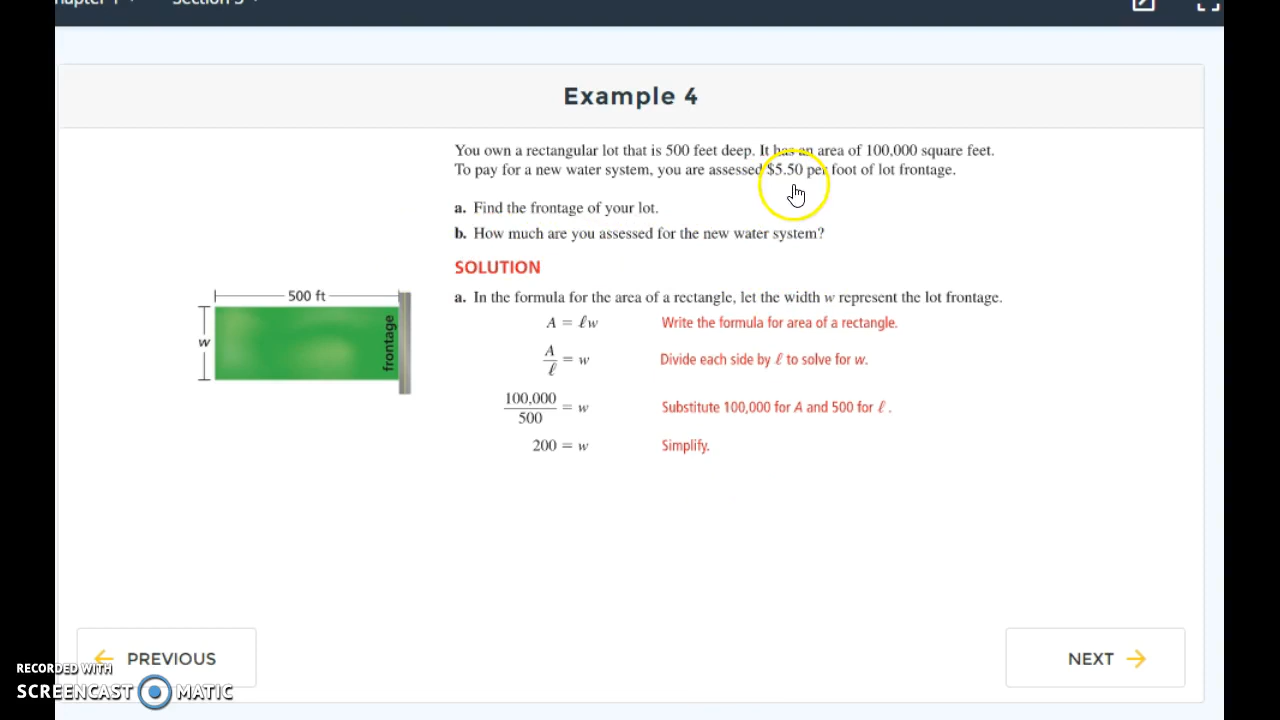 Example 4
You own a rectangular lot that is 500 feet deep. It has an area of 100,000 square feet.
To pay for a new water system, you are assessed $5.50 per foot of lot frontage.
a. Find the frontage of your lot.
b. How much are you assessed for the new water system?
SOLUTION
500 ft
w
frontage
a. In the formula for the area of a rectangle, let the width w represent the lot frontage.
A = ℓw Write the formula for area of a rectangle.
A/ℓ = w Divide each side by ℓ to solve for w.
100,000/500 = w Substitute 100,000 for A and 500 for ℓ .
200 = w Simplify.
PREVIOUS
NEXT
RECORDED WITH
SCREENCAST MATIC